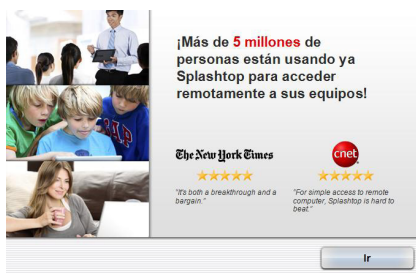 ¡Más de 5 millones de
personas están usando ya
Splashtop para acceder
remotamente a sus equipos!
The New York Times
cnet
"It's both a breakthrough and a
bargain."
"For simple access to remote
computer, Splashtop is hard to
beat."
Ir